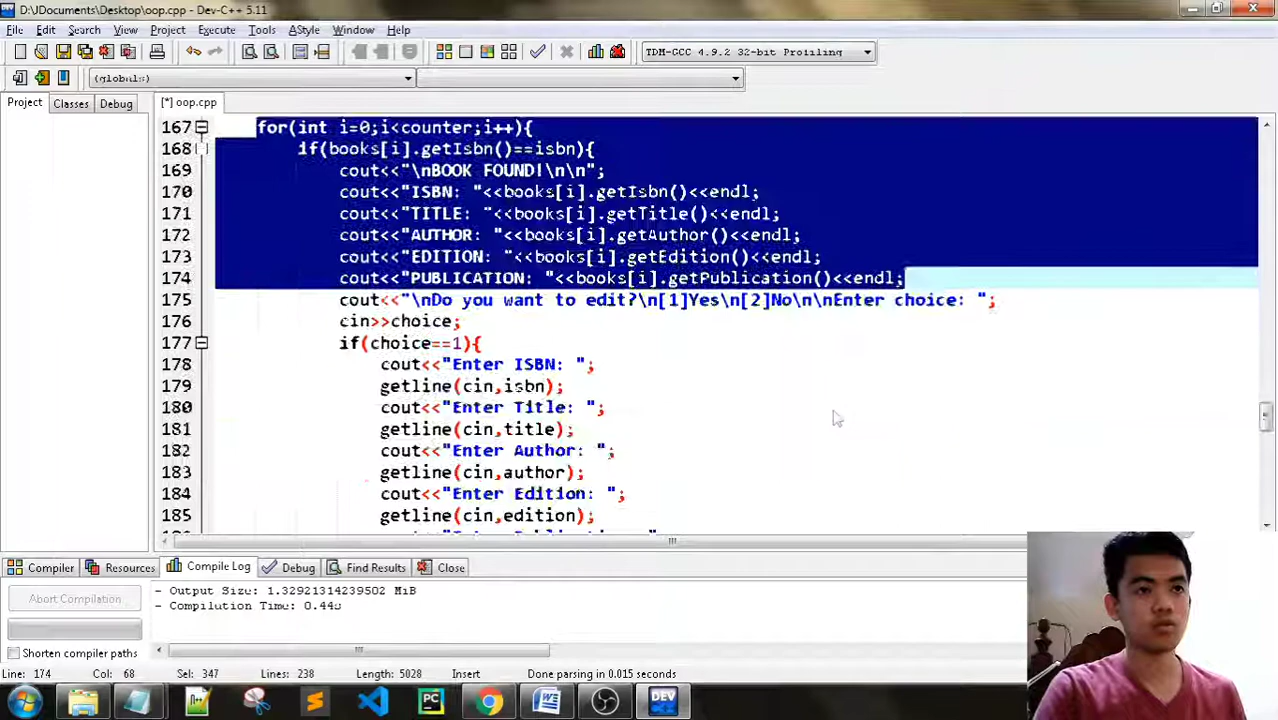 D:\JDocuments\Desktop\oop.cpp - Dev-C++ 5.11
File Edit Search View Project Execute Tools AStyle Window Help
TDM-GCC 4.9.2 32-bit Profiling
(globals)
Project Classes Debug [*] oop.cpp
167 for(int i=0;i<counter;i++){
168 if(books[i].getIsbn()==isbn){
169 cout<<"\nBOOK FOUND!\n\n";
170 cout<<"ISBN: "<<books[i].getIsbn()<<endl;
171 cout<<"TITLE: "<<books[i].getTitle()<<endl;
172 cout<<"AUTHOR: "<<books[i].getAuthor()<<endl;
173 cout<<"EDITION: "<<books[i].getEdition()<<endl;
174 cout<<"PUBLICATION: "<<books[i].getPublication()<<endl;
175 cout<<"\nDo you want to edit?\n[1]Yes\n[2]No\n\nEnter choice: ";
176 cin>>choice;
177 if(choice==1){
178 cout<<"Enter ISBN: ";
179 getline(cin,isbn);
180 cout<<"Enter Title: ";
181 getline(cin,title);
182 cout<<"Enter Author: ";
183 getline(cin,author);
184 cout<<"Enter Edition: ";
185 getline(cin,edition);
Compiler Resources Compile Log Debug Find Results Close
Abort Compilation
- Output Size: 1.32921314239502 MiB
- Compilation Time: 0.44s
Shorten compiler paths
Line: 174 Col: 68 Sel: 347 Lines: 238 Length: 5028 Insert Done parsing in 0.015 seconds
PC
DEV